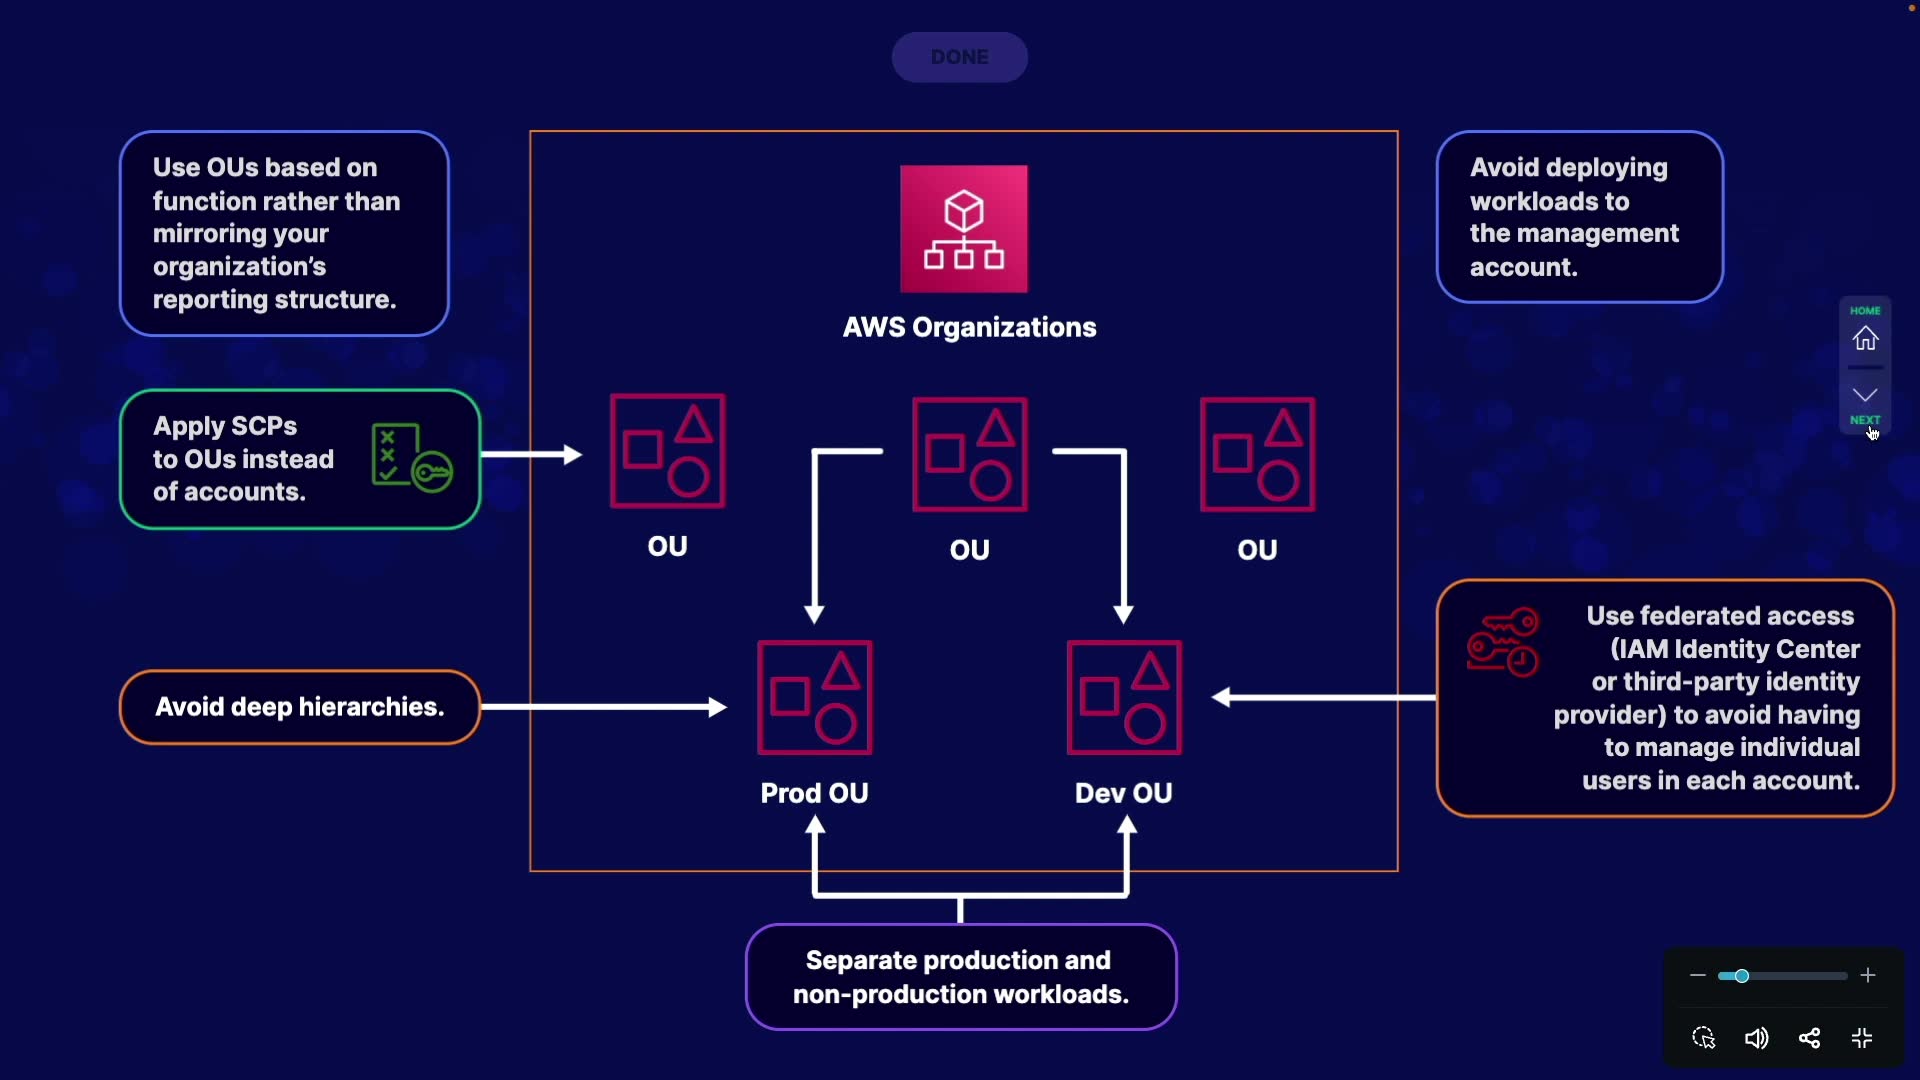 DONE
Use OUs based on
function rather than
mirroring your
organization’s
reporting structure.
Avoid deploying
workloads to
the management
account.
AWS Organizations
HOME
NEXT
Apply SCPs
to OUs instead
of accounts.
OU
OU
OU
Use federated access
(IAM Identity Center
or third-party identity
provider) to avoid having
to manage individual
users in each account.
Avoid deep hierarchies.
Prod OU
Dev OU
Separate production and
non-production workloads.